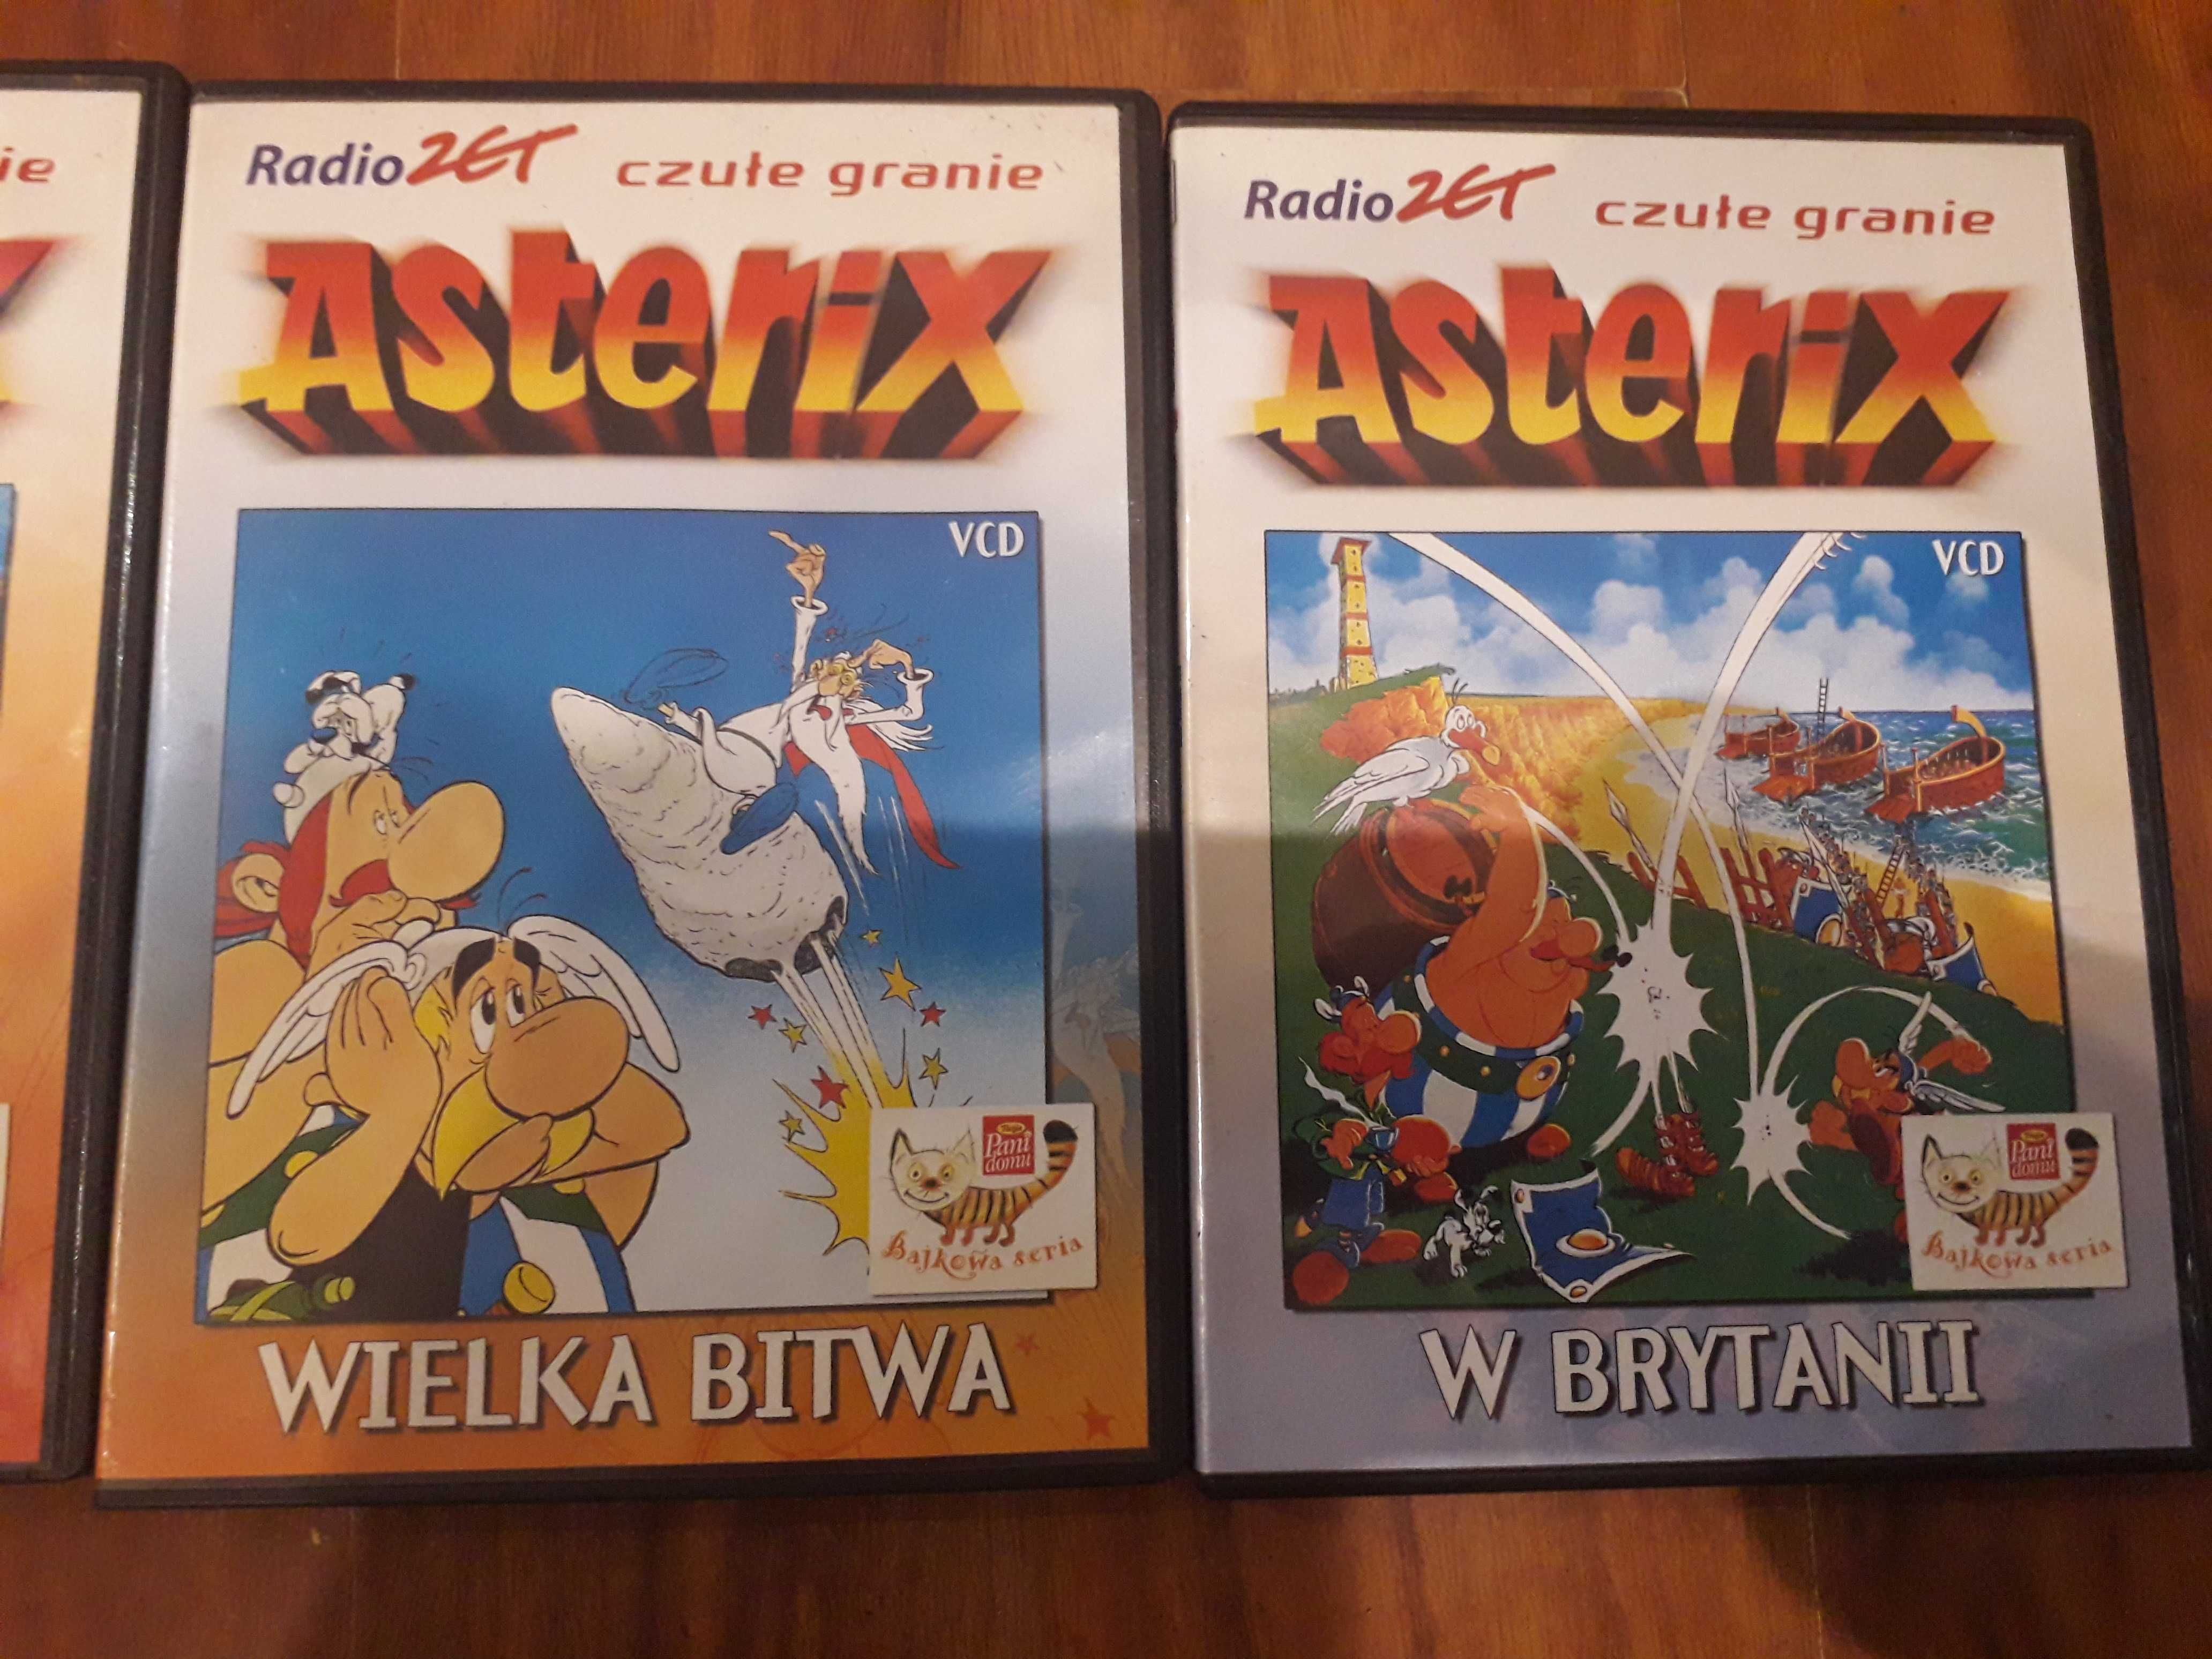 ie
Radio ZET czułe granie
Asterix
VCD
Pani
domu
Bajkowa seria
WIELKA BITWA
Radio ZET czułe granie
Asterix
VCD
Pani
domu
Bajkowa seria
W BRYTANII